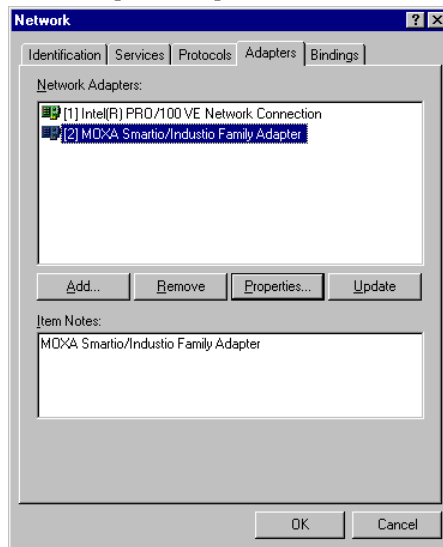 Network
Identification Services Protocols Adapters Bindings
Network Adapters:
[1] Intel(R) PRO/100 VE Network Connection
[2] MOXA Smartio/Industio Family Adapter
Add... Remove Properties... Update
Item Notes:
MOXA Smartio/Industio Family Adapter
OK Cancel